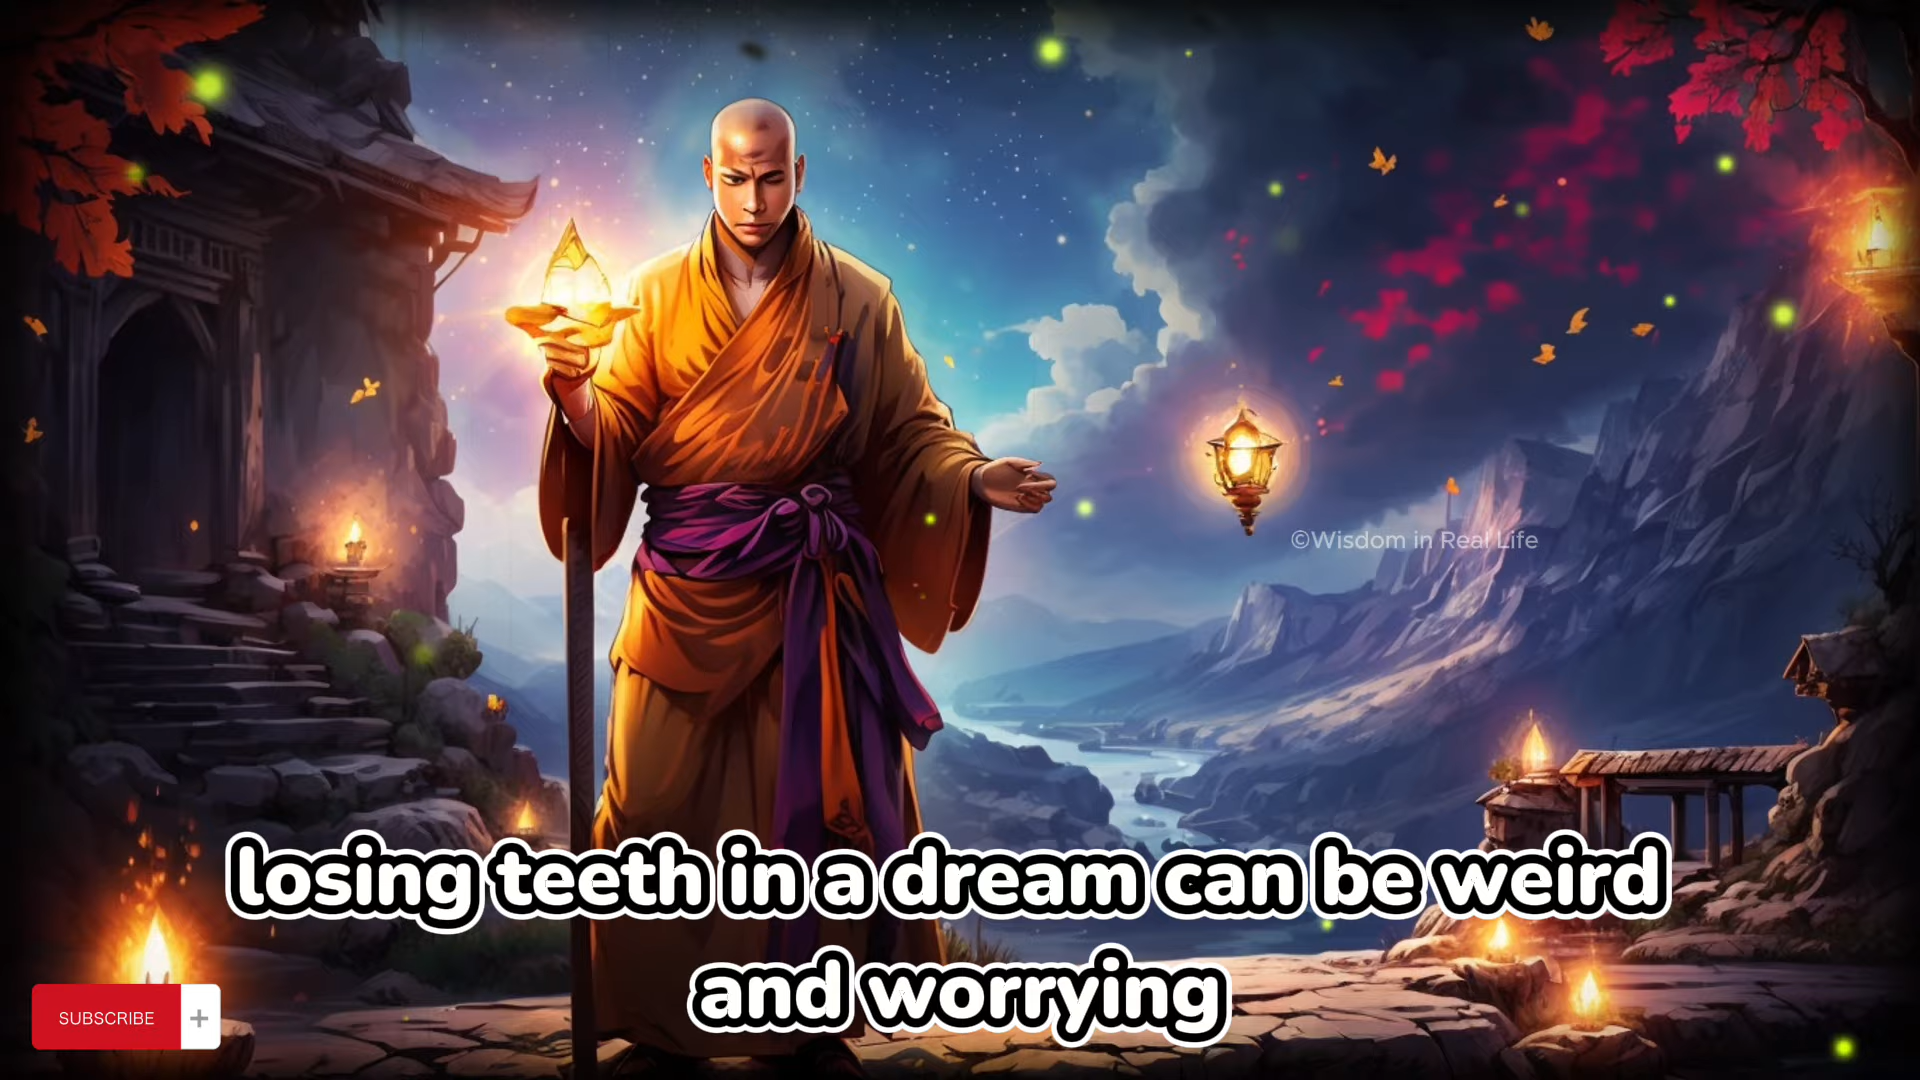 ©Wisdom in Real Life
losing teeth in a dream can be weird
and worrying
SUBSCRIBE +